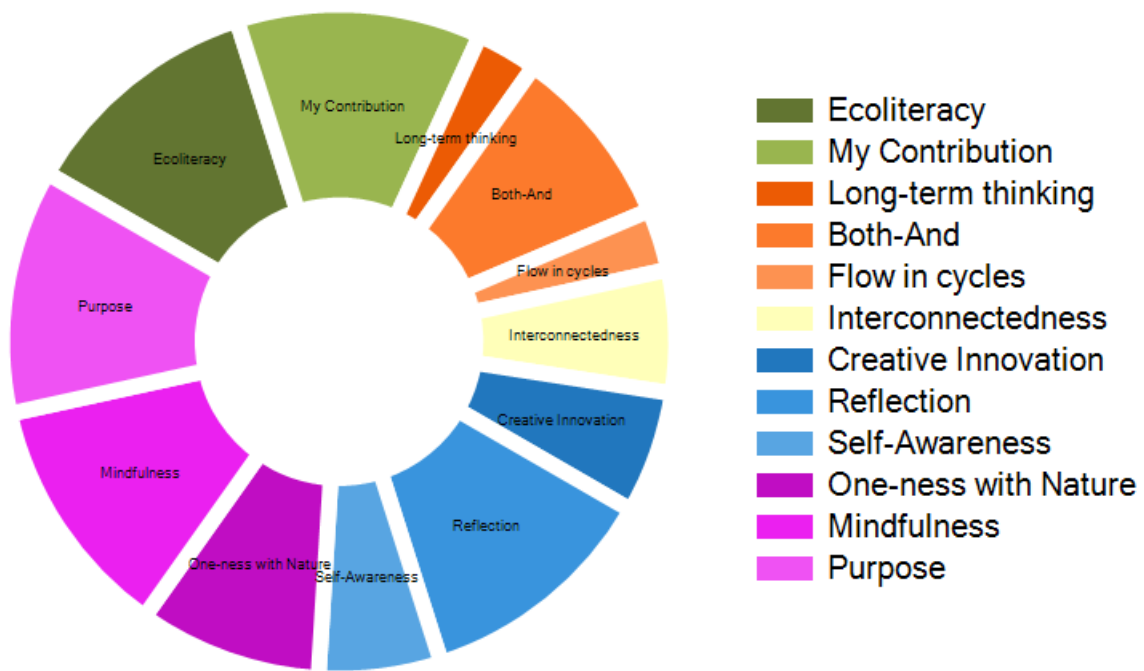 My Contribution
Long-term thinking
Ecoliteracy
Both-And
Flow in cycles
Purpose
Interconnectedness
Creative Innovation
Mindfulness
Reflection
One-ness with Nature
Self-Awareness
Ecoliteracy
My Contribution
Long-term thinking
Both-And
Flow in cycles
Interconnectedness
Creative Innovation
Reflection
Self-Awareness
One-ness with Nature
Mindfulness
Purpose